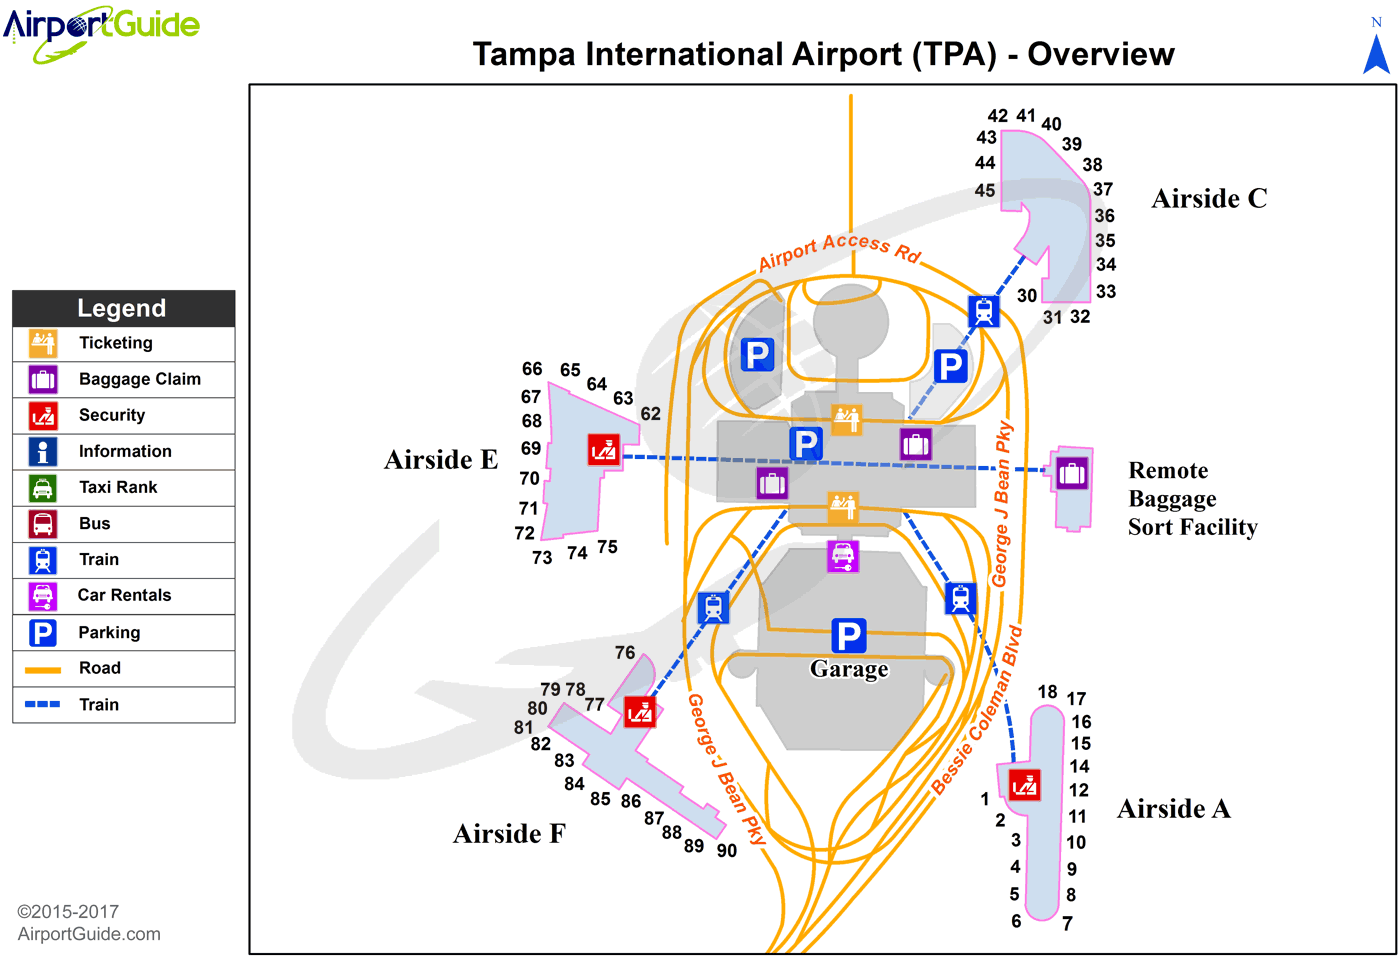 AirportGuide
Tampa International Airport (TPA) - Overview
N
Legend
Ticketing
Baggage Claim
Security
Information
Taxi Rank
Bus
Train
Car Rentals
P
Parking
Road
Train
42
41
40
43
39
44
38
45
37
36
35
34
33
30
31
32
Airside C
Airport Access Rd
P
P
P
66
65
64
67
63
68
62
69
70
71
72
73
74
75
Airside E
George J Bean Pky
Remote
Baggage
Sort Facility
P
Garage
76
79
78
77
80
81
82
83
84
85
86
87
88
89
90
Airside F
George J Bean Pky
Bessie Coleman Blvd
18
17
16
15
14
12
1
2
11
3
10
4
9
5
8
6
7
Airside A
©2015-2017
AirportGuide.com